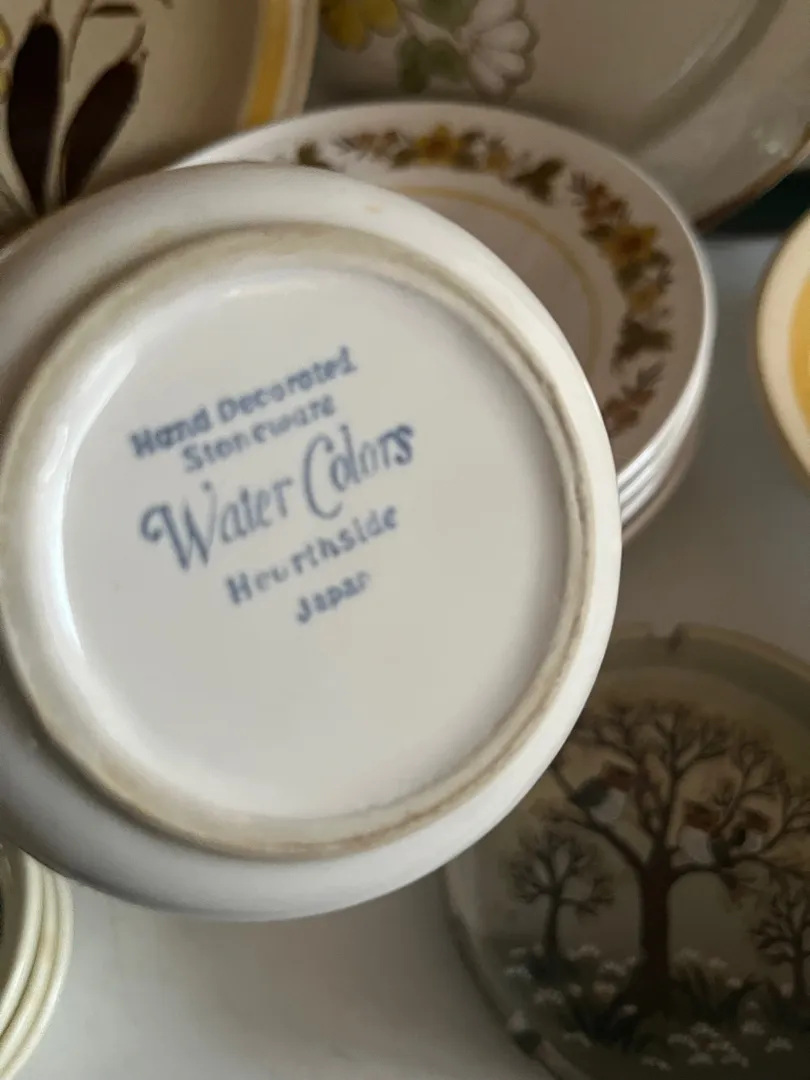 Hand Decorated
Stoneware
Water Colors
Hearthside
Japan